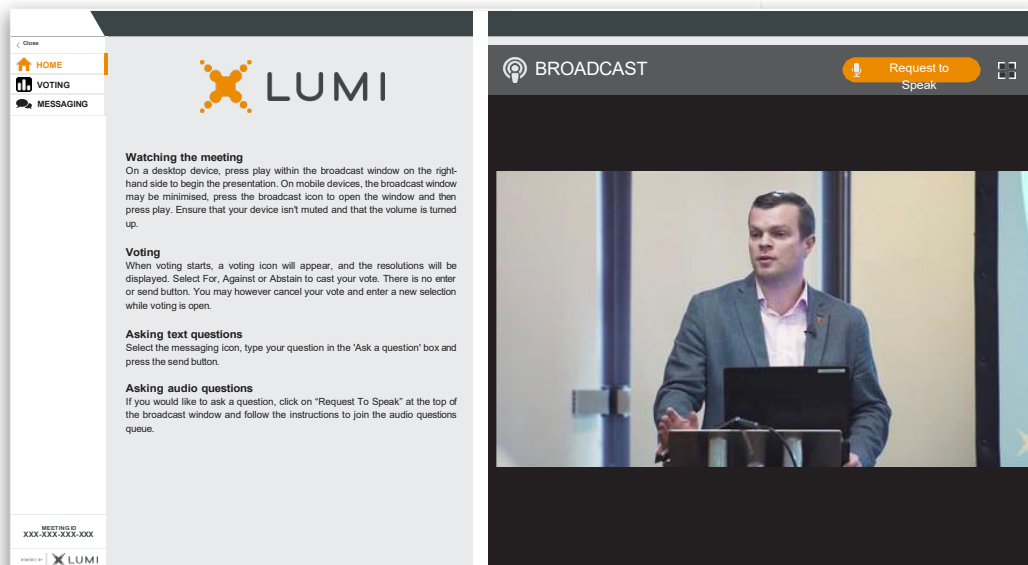 Close
HOME
VOTING
MESSAGING
LUMI
Watching the meeting
On a desktop device, press play within the broadcast window on the right-
hand side to begin the presentation. On mobile devices, the broadcast window
may be minimised, press the broadcast icon to open the window and then
press play. Ensure that your device isn't muted and that the volume is turned
up.
Voting
When voting starts, a voting icon will appear, and the resolutions will be
displayed. Select For, Against or Abstain to cast your vote. There is no enter
or send button. You may however cancel your vote and enter a new selection
while voting is open.
Asking text questions
Select the messaging icon, type your question in the 'Ask a question' box and
press the send button.
Asking audio questions
If you would like to ask a question, click on “Request To Speak” at the top of
the broadcast window and follow the instructions to join the audio questions
queue.
MEETING ID
XXX-XXX-XXX-XXX
POWERED BY LUMI
BROADCAST
Request to
Speak